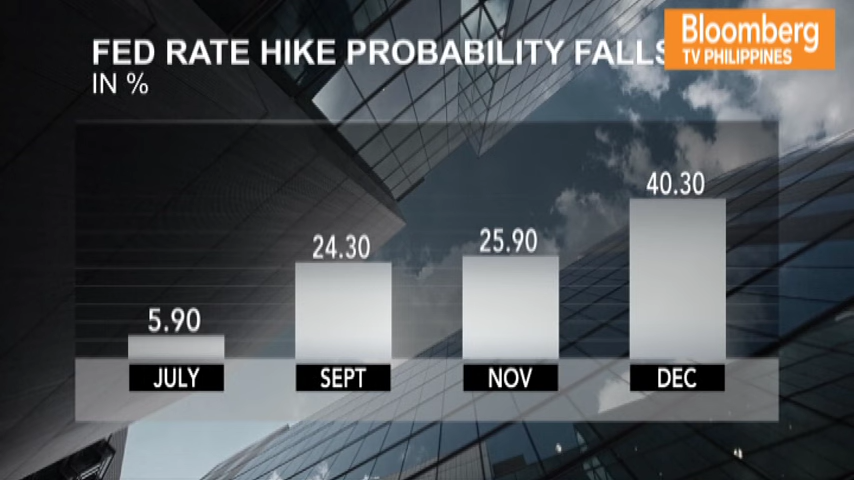 FED RATE HIKE PROBABILITY FALLS
IN %
Bloomberg
TV PHILIPPINES
5.90
24.30
25.90
40.30
JULY
SEPT
NOV
DEC